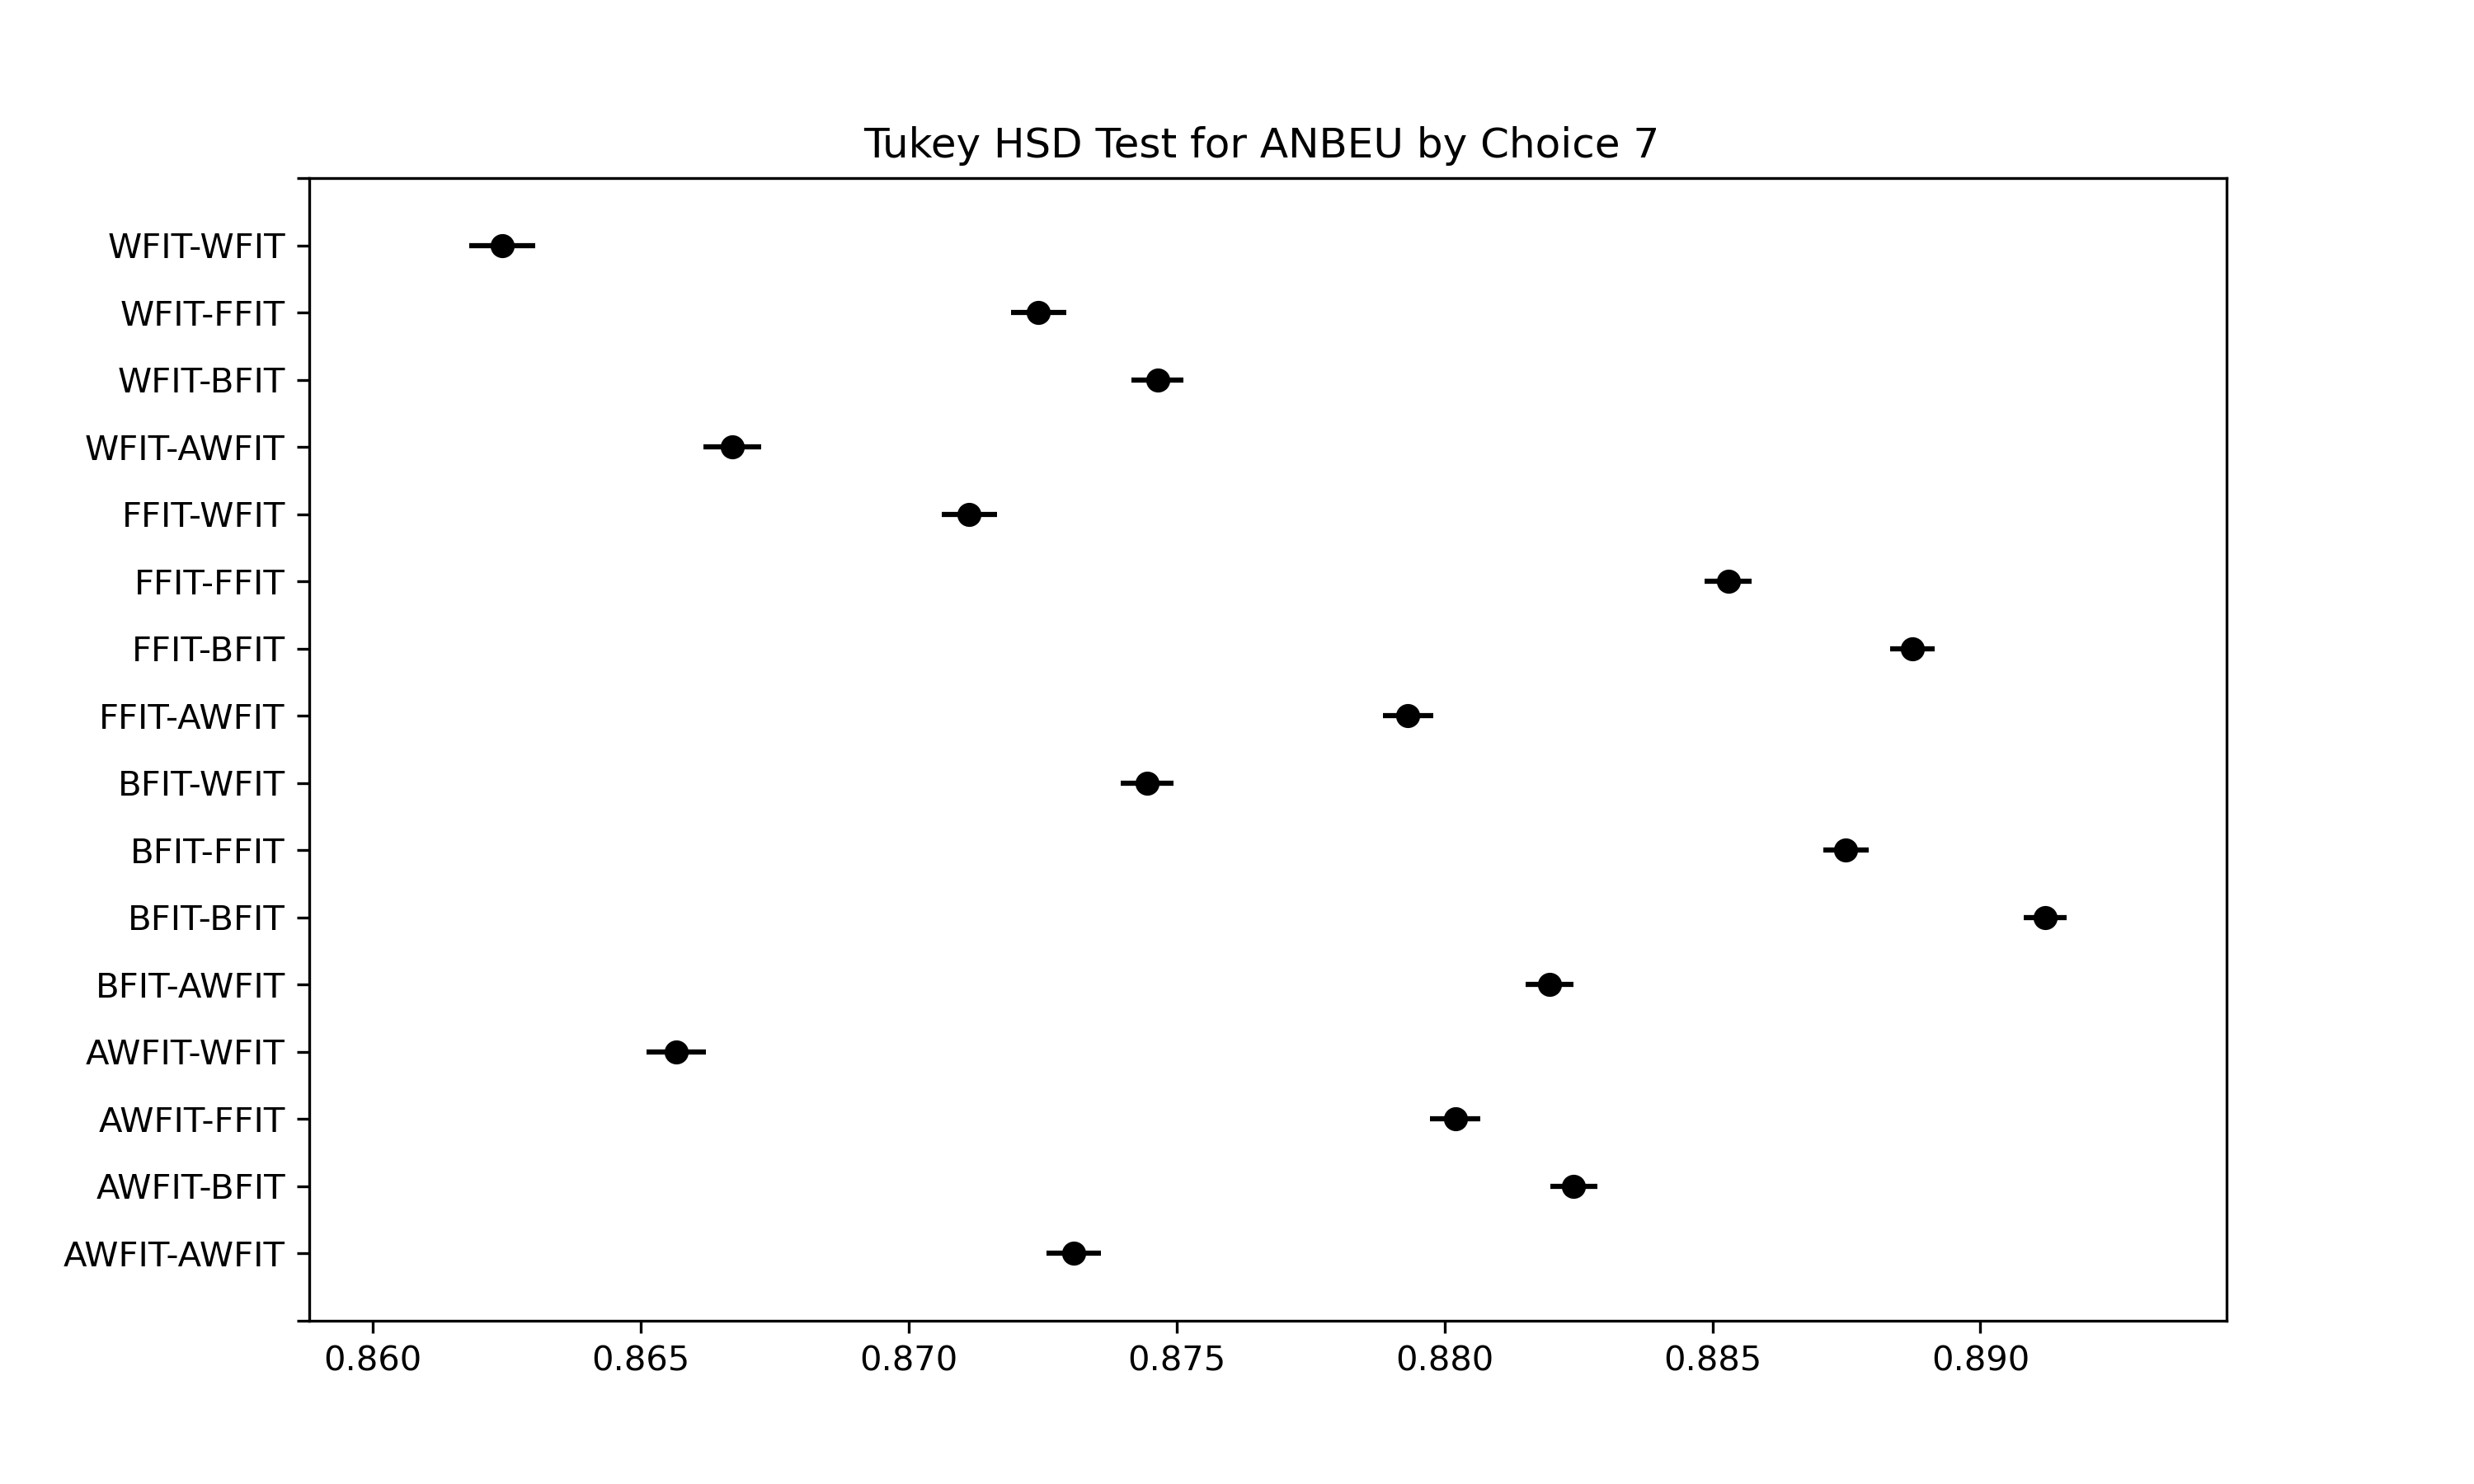 Tukey HSD Test for ANBEU by Choice 7
WFIT-WFIT
WFIT-FFIT
WFIT-BFIT
WFIT-AWFIT
FFIT-WFIT
FFIT-FFIT
FFIT-BFIT
FFIT-AWFIT
BFIT-WFIT
BFIT-FFIT
BFIT-BFIT
BFIT-AWFIT
AWFIT-WFIT
AWFIT-FFIT
AWFIT-BFIT
AWFIT-AWFIT
0.860 0.865 0.870 0.875 0.880 0.885 0.890